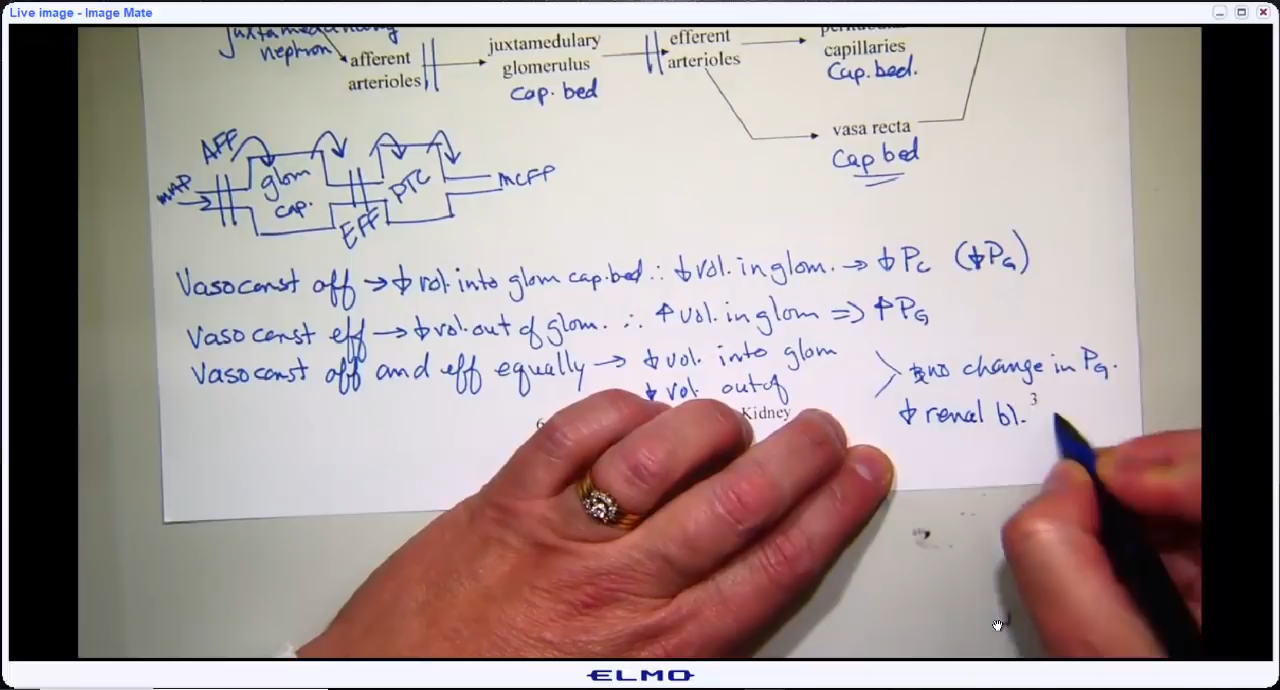 Live image - Image Mate
juxtamedullary
nephron
afferent
arterioles
juxtamedulary
glomerulus
Cap. bed
efferent
arterioles
capillaries
Cap. bed.
vasa recta
Cap bed
AFF
MAP
glom
cap.
EFF
PTC
MCFP
Vasoconst aff → ↓ vol. into glom cap. bed ∴ ↓ vol. in glom. → ↓ Pc (↓PG)
Vasoconst eff → ↓ vol. out of glom. ∴ ↑ vol. in glom ⇒ ↑ PG
Vasoconst aff and eff equally → ↓ vol. into glom
↓ vol. out of
no change in PG.
↓ renal bl.
3
6
Kidney
ELMO